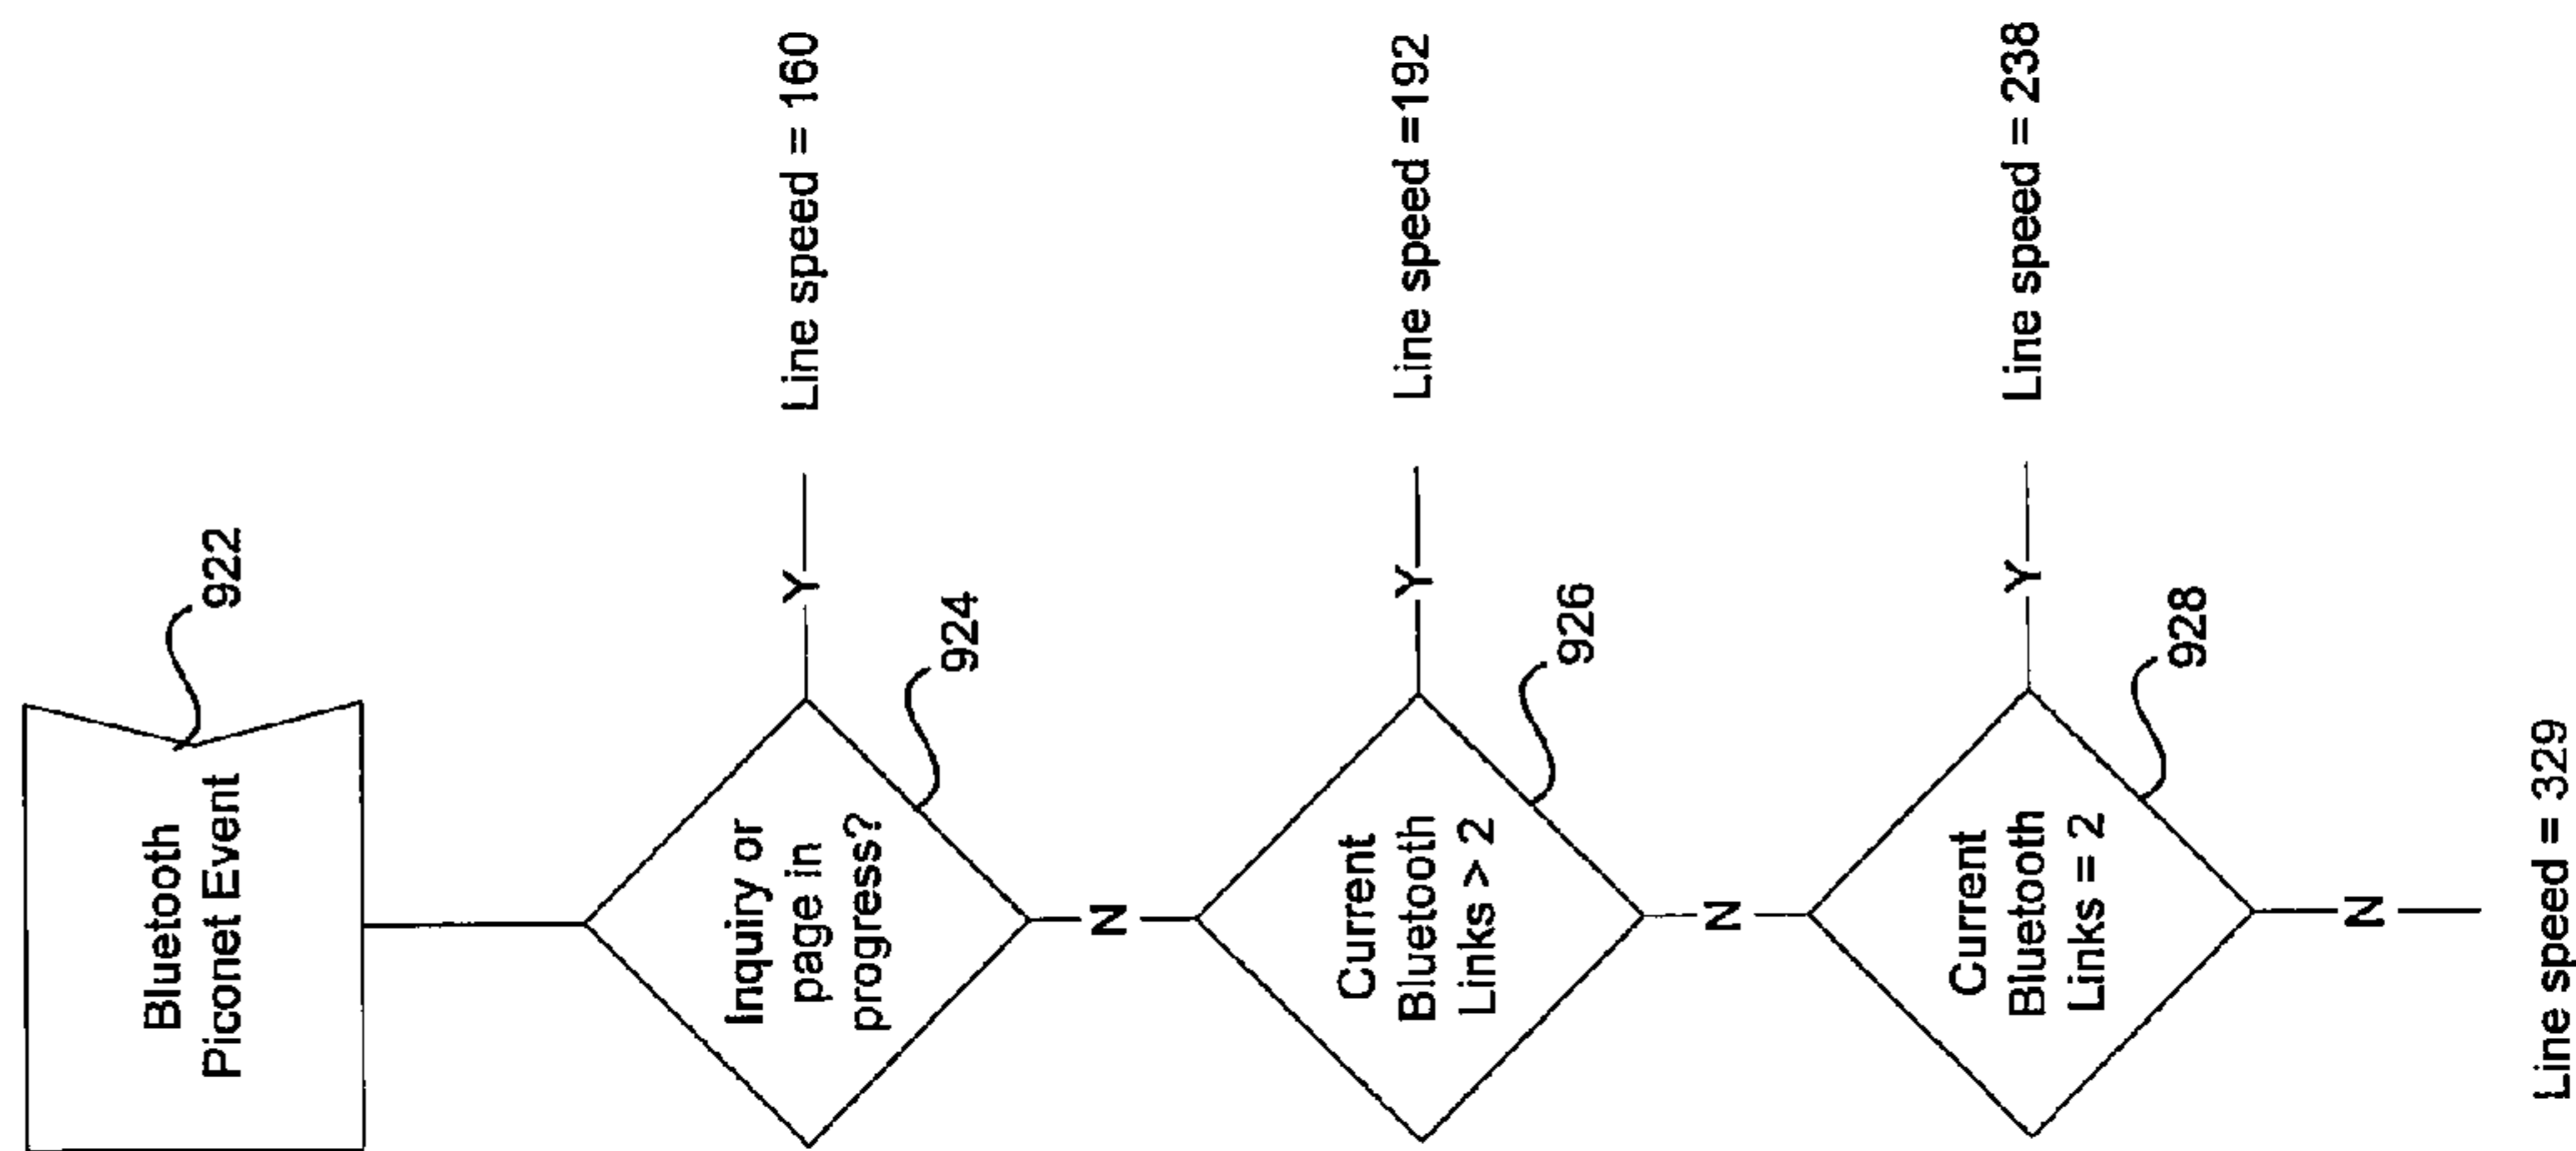 Bluetooth
Piconet Event
922
Inquiry or
page in
progress?
924
Y
Line speed = 160
N
Current
Bluetooth
Links > 2
926
Y
Line speed =192
N
Current
Bluetooth
Links = 2
928
Y
Line speed = 238
N
Line speed = 329